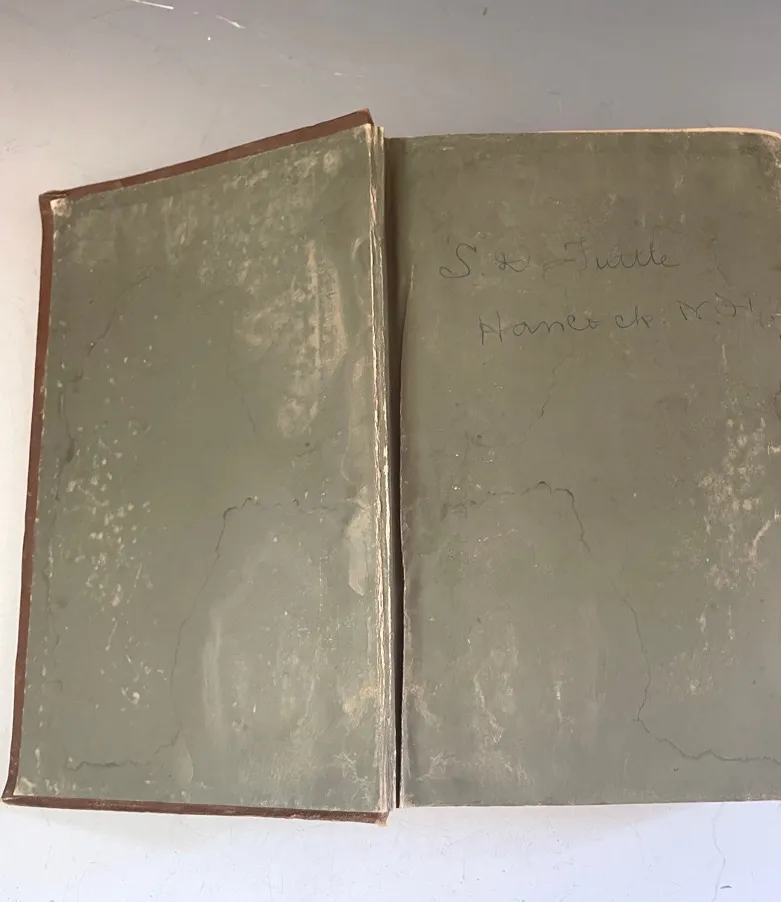 S. D. Tuttle
Hancock. N. H.